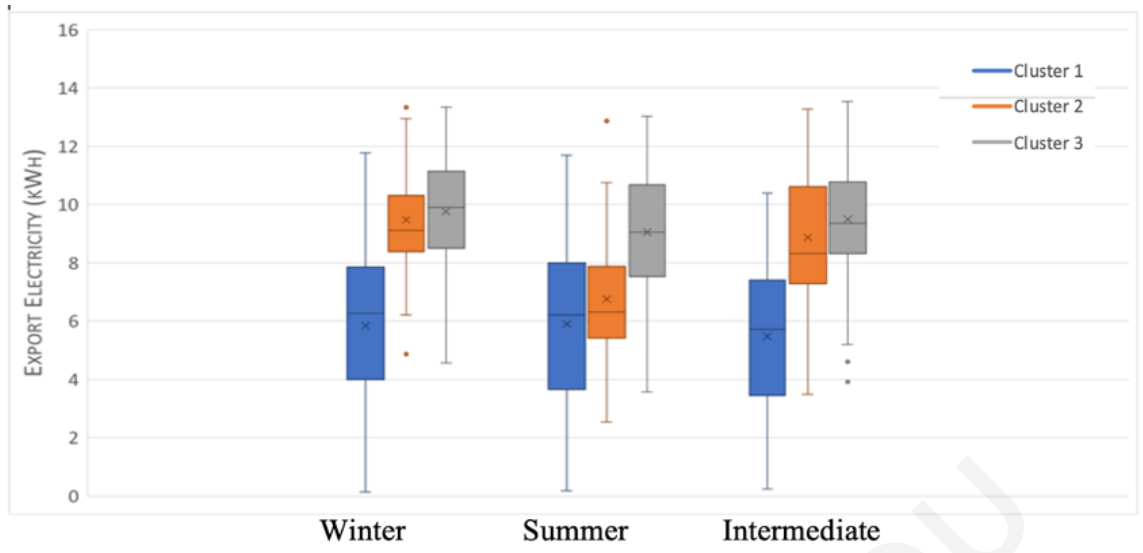 16
14
12
10
8
6
4
2
0
EXPORT ELECTRICITY (KWH)
Cluster 1
Cluster 2
Cluster 3
Winter Summer Intermediate
OU